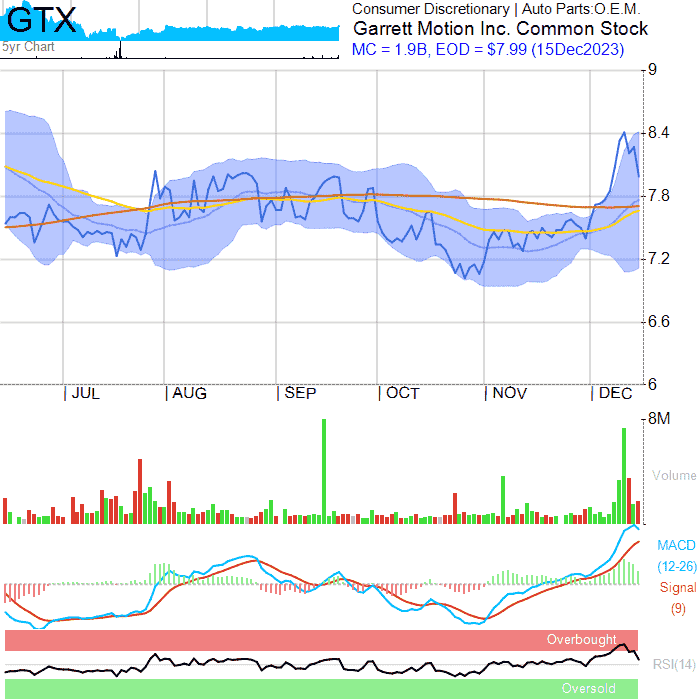 GTX
5yr Chart
Consumer Discretionary | Auto Parts:O.E.M.
Garrett Motion Inc. Common Stock
MC = 1.9B, EOD = $7.99 (15Dec2023)
9
8.4
7.8
7.2
6.6
6
JUL AUG SEP OCT NOV DEC
8M
Volume
MACD
(12-26)
Signal
(9)
Overbought
RSI(14)
Oversold